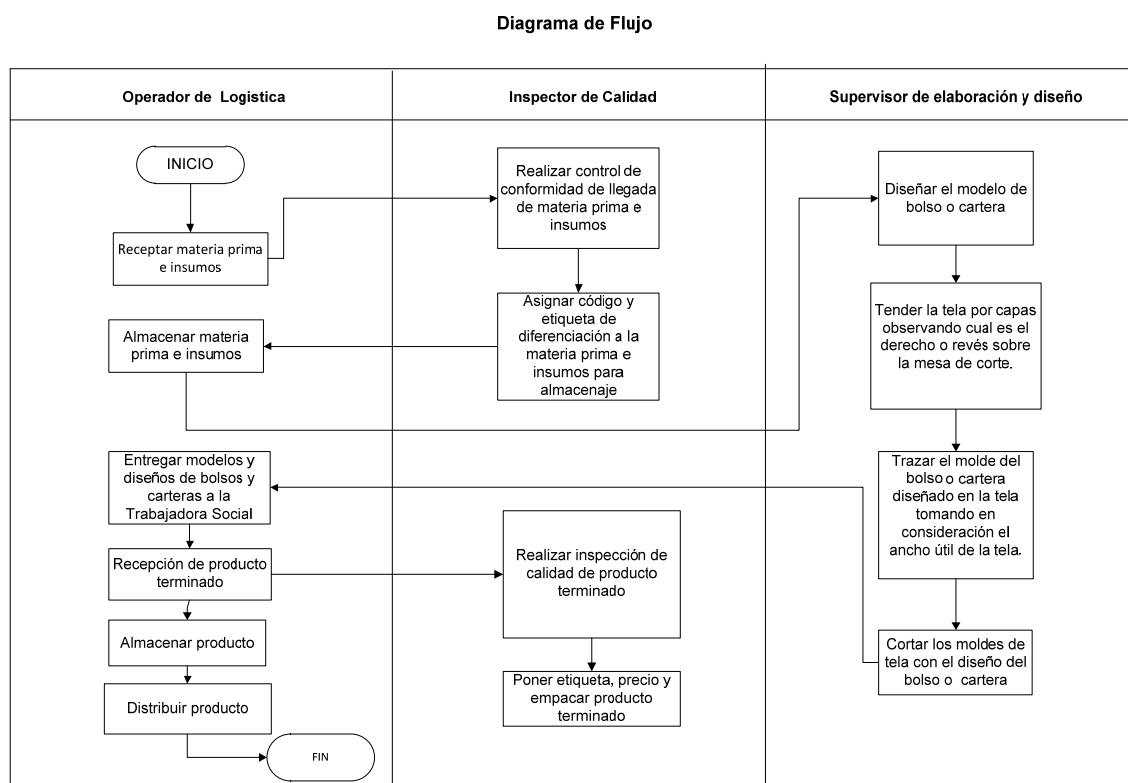 Diagrama de Flujo
Operador de Logistica
Inspector de Calidad
Supervisor de elaboración y diseño
INICIO
Receptar materia prima
e insumos
Realizar control de
conformidad de llegada
de materia prima e
insumos
Asignar código y
etiqueta de
diferenciación a la
materia prima e
insumos para
almacenaje
Almacenar materia
prima e insumos
Diseñar el modelo de
bolso o cartera
Tender la tela por capas
observando cual es el
derecho o revés sobre
la mesa de corte.
Trazar el molde del
bolso o cartera
diseñado en la tela
tomando en
consideración el
ancho útil de la tela.
Cortar los moldes de
tela con el diseño del
bolso o cartera
Entregar modelos y
diseños de bolsos y
carteras a la
Trabajadora Social
Recepción de producto
terminado
Realizar inspección de
calidad de producto
terminado
Poner etiqueta, precio y
empacar producto
terminado
Almacenar producto
Distribuir producto
FIN